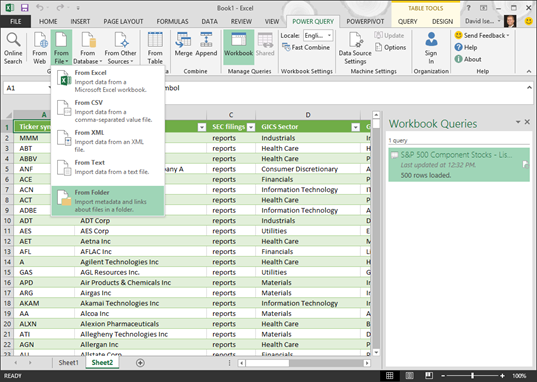 Book1 - Excel
TABLE TOOLS
FILE HOME INSERT PAGE LAYOUT FORMULAS DATA REVIEW VIEW POWER QUERY POWERPIVOT QUERY DESIGN David Ise...
Online Search
From Web
From File
From Database
From Other Sources
From Table
Merge Append
Combine
Workbook
Manage Queries
Locale: Engli...
Fast Combine
Workbook Settings
Data Source Settings
Update
Options
Machine Settings
Sign In
Organization
Send Feedback
Help
About
Help
A1
From Excel
Import data from a
Microsoft Excel workbook.
From CSV
Import data from a
comma-separated value file.
From XML
Import data from an XML
file.
From Text
Import data from a text file.
From Folder
Import metadata and links
about files in a folder.
A C D
1 Ticker sym SEC filings GICS Sector
2 MMM reports Industrials
3 ABT reports Health Care
4 ABBV reports Health Care
5 ANF reports Consumer Discretionary
6 ACE reports Financials
7 ACN reports Information Technology
8 ACT reports Health Care
9 ADBE reports Information Technology
10 ADT ADT Corp reports Industrials
11 AES AES Corp reports Utilities
12 AET Aetna Inc reports Health Care
13 AFL AFLAC Inc reports Financials
14 A Agilent Technologies Inc reports Health Care
15 GAS AGL Resources Inc. reports Utilities
16 APD Air Products & Chemicals Inc reports Materials
17 ARG Airgas Inc reports Materials
18 AKAM Akamai Technologies Inc reports Information Technology
19 AA Alcoa Inc reports Materials
20 ALXN Alexion Pharmaceuticals reports Health Care
21 ATI Allegheny Technologies Inc reports Materials
22 AGN Allergan Inc reports Health Care
23 ALL Allstate Corp reports Financials
Workbook Queries
1 query
S&P 500 Component Stocks - Lis...
Last updated at 12:32 PM.
500 rows loaded.
Sheet1 Sheet2
100%